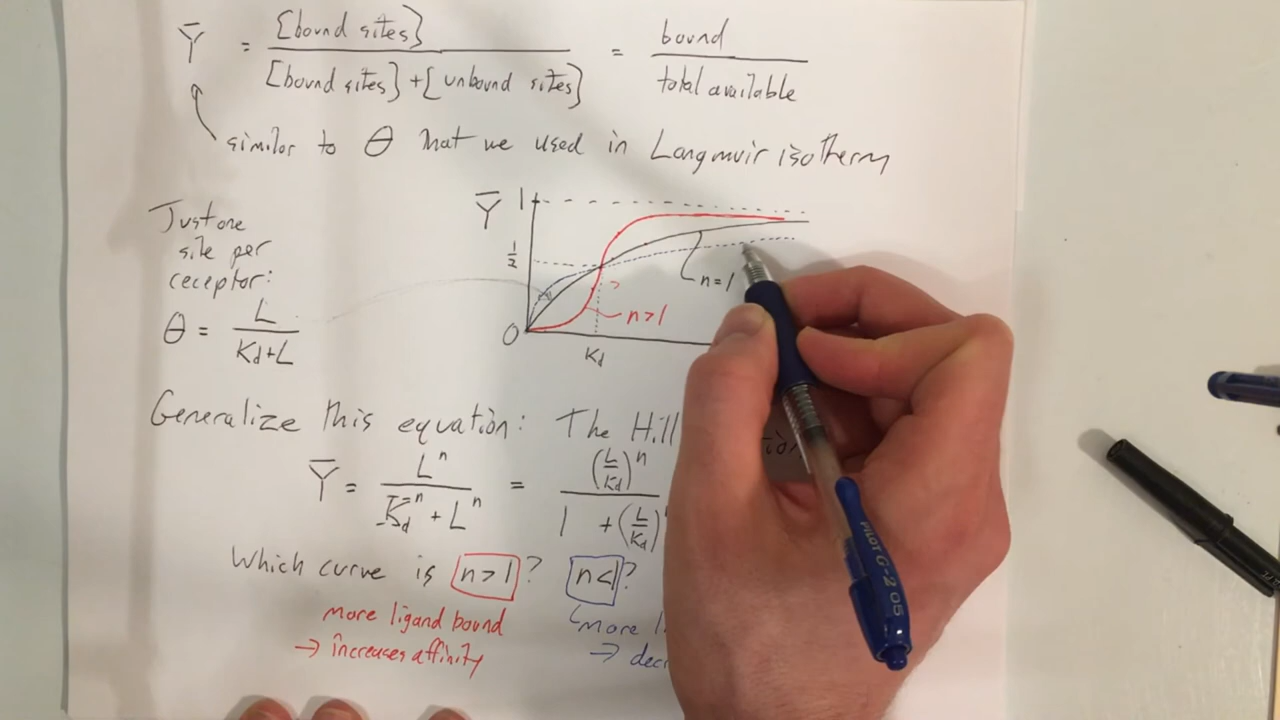 Ȳ = [bound sites] / [bound sites] + [unbound sites] = bound / total available
similar to θ that we used in Langmuir isotherm
Just one
site per
receptor:
θ = L / Kd+L
Ȳ
1
1/2
0
Kd
n=1
n>1
Generalize this equation: The Hill
Ȳ = L^n / Kd^n + L^n = (L/Kd)^n / 1 + (L/Kd)
Which curve is n>1? n<1?
more ligand bound
→ increases affinity
more
→
PILOT G-2 05